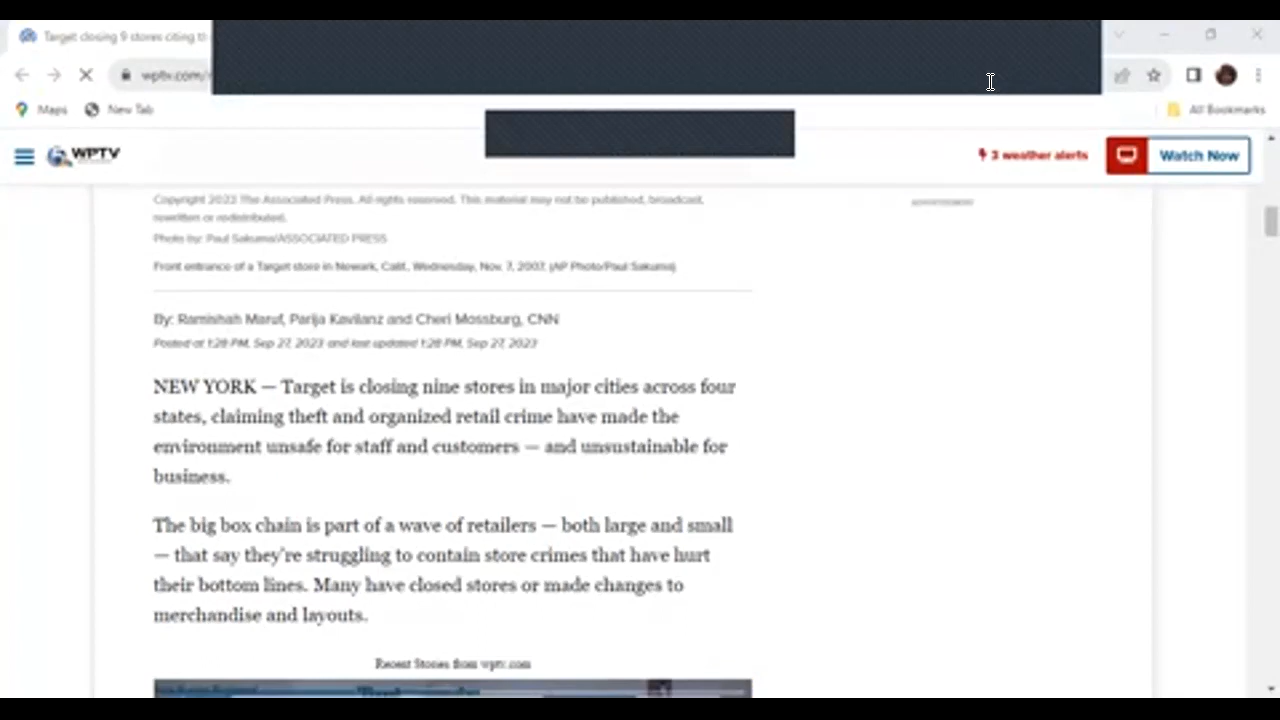 Target closing 9 stores citing th
wptv.com/
Maps
New Tab
All Bookmarks
WPTV
3 weather alerts
Watch Now
Copyright 2023 The Associated Press. All rights reserved. This material may not be published, broadcast,
rewritten or redistributed.
ADVERTISEMENT
Photo by: Paul Sakuma/ASSOCIATED PRESS
Front entrance of a Target store in Newark, Calif., Wednesday, Nov. 7, 2007. (AP Photo/Paul Sakuma)
By: Ramishah Maruf, Parija Kavilanz and Cheri Mossburg, CNN
Posted at 1:28 PM, Sep 27, 2023 and last updated 1:28 PM, Sep 27, 2023
NEW YORK — Target is closing nine stores in major cities across four
states, claiming theft and organized retail crime have made the
environment unsafe for staff and customers — and unsustainable for
business.
The big box chain is part of a wave of retailers — both large and small
— that say they're struggling to contain store crimes that have hurt
their bottom lines. Many have closed stores or made changes to
merchandise and layouts.
Recent Stories from wptv.com